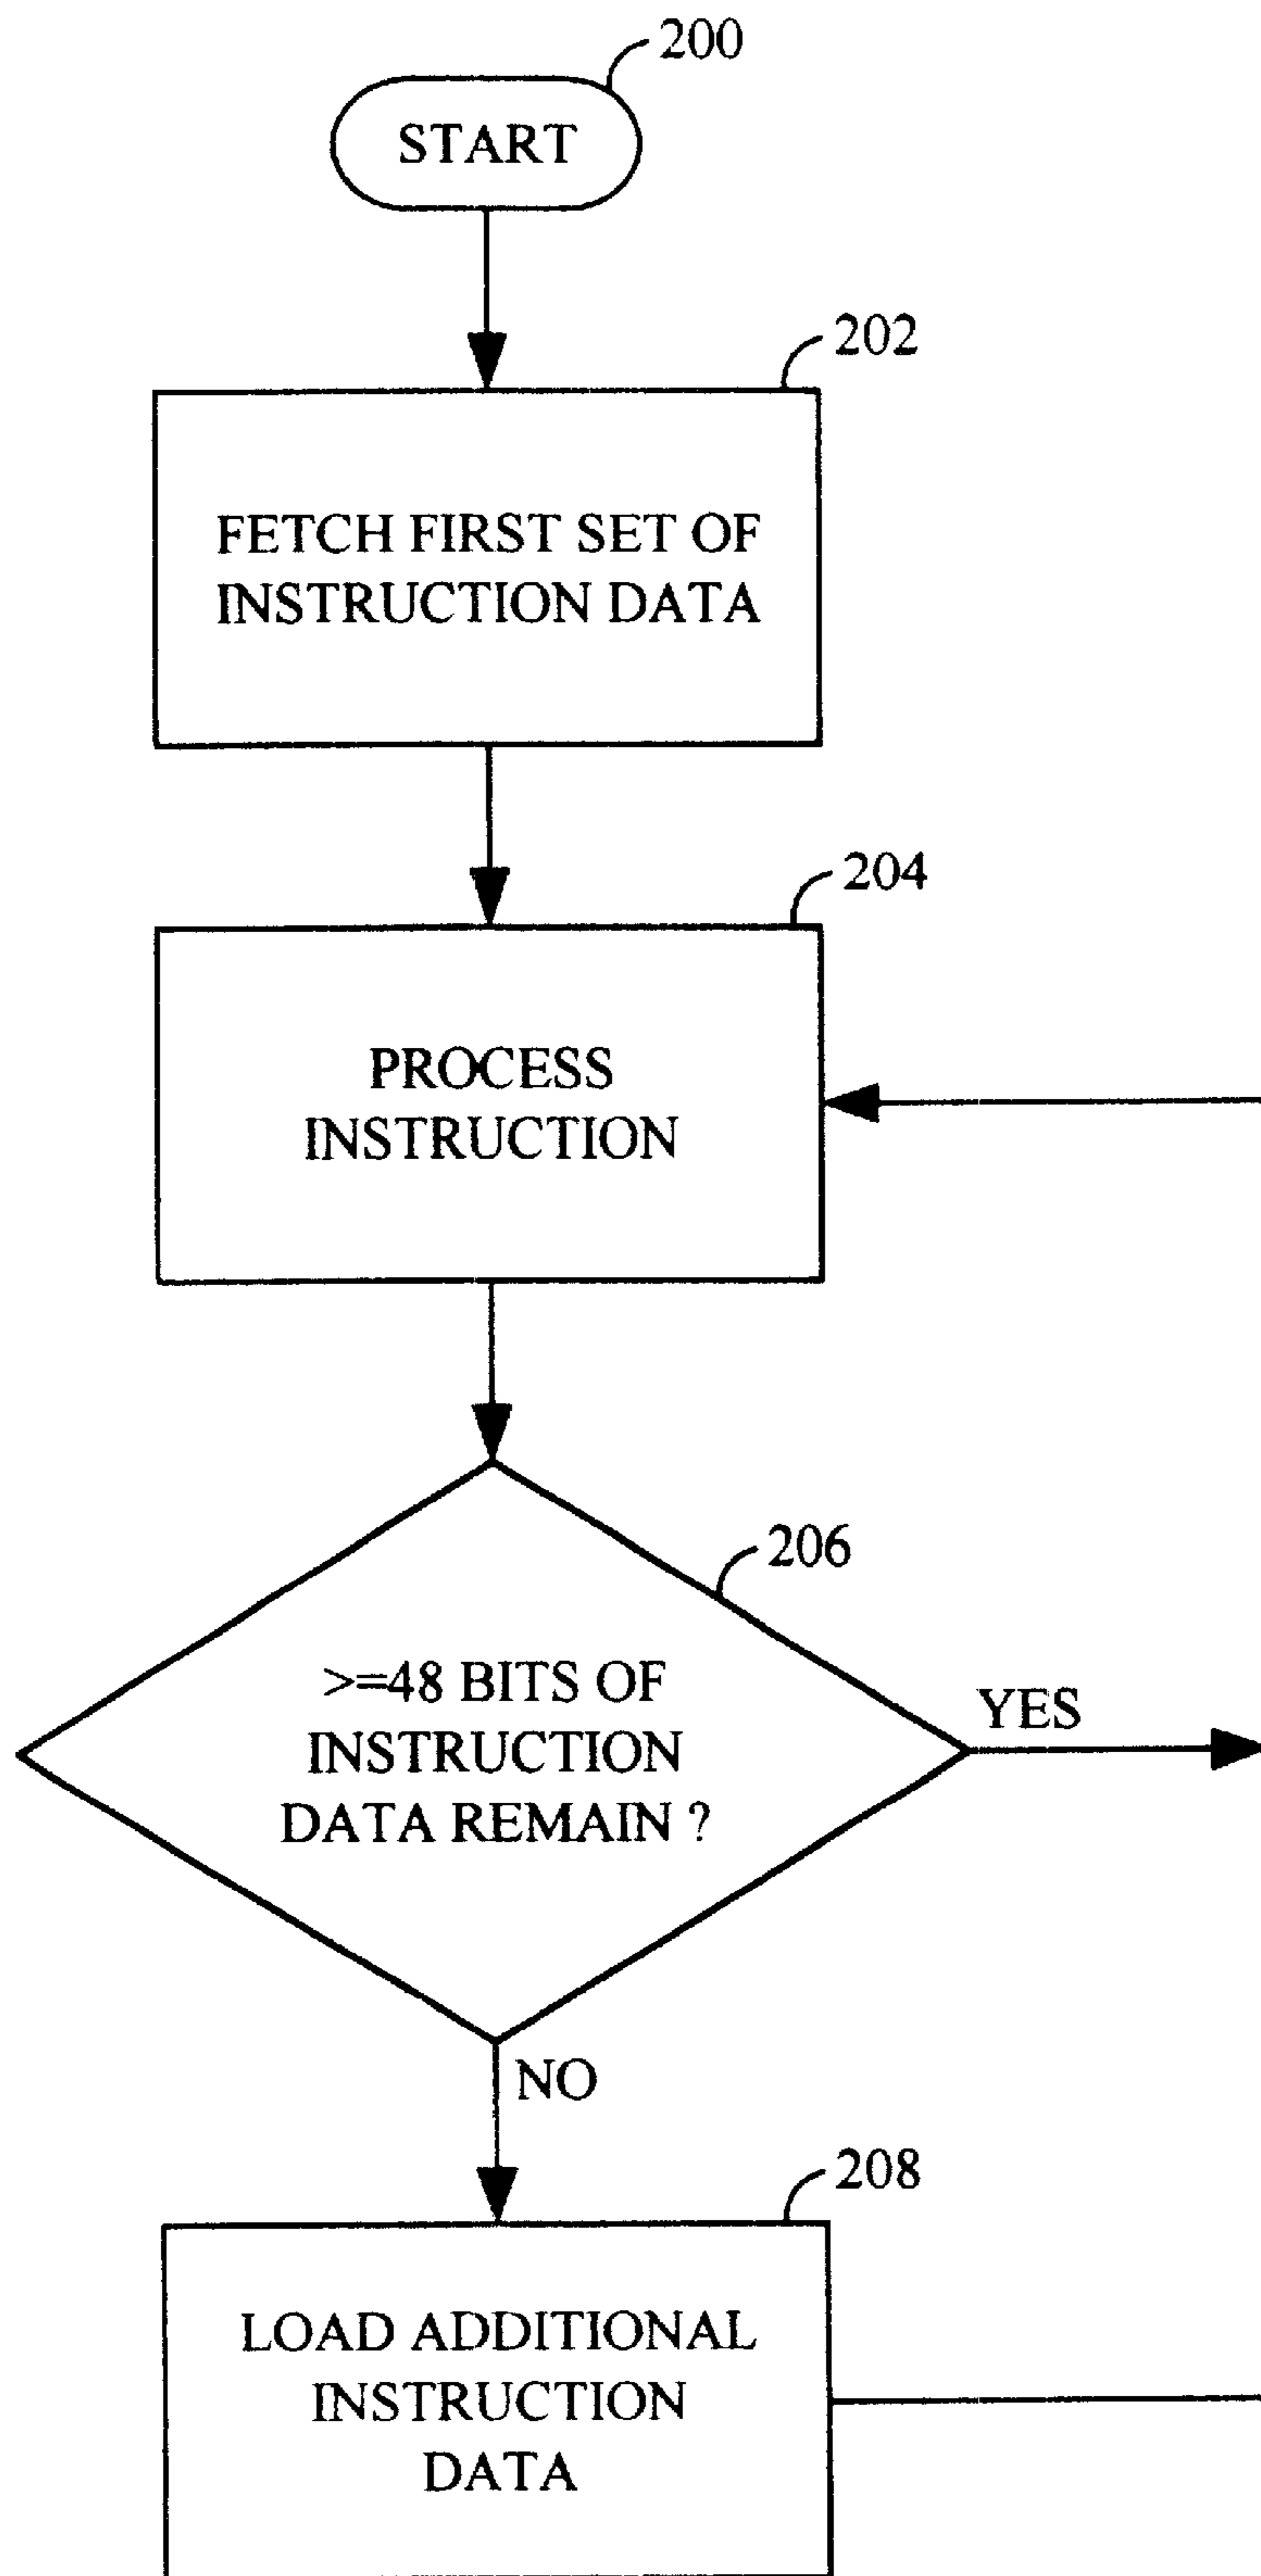 200
START
202
FETCH FIRST SET OF
INSTRUCTION DATA
204
PROCESS
INSTRUCTION
206
>=48 BITS OF
INSTRUCTION
DATA REMAIN ?
YES
NO
208
LOAD ADDITIONAL
INSTRUCTION
DATA